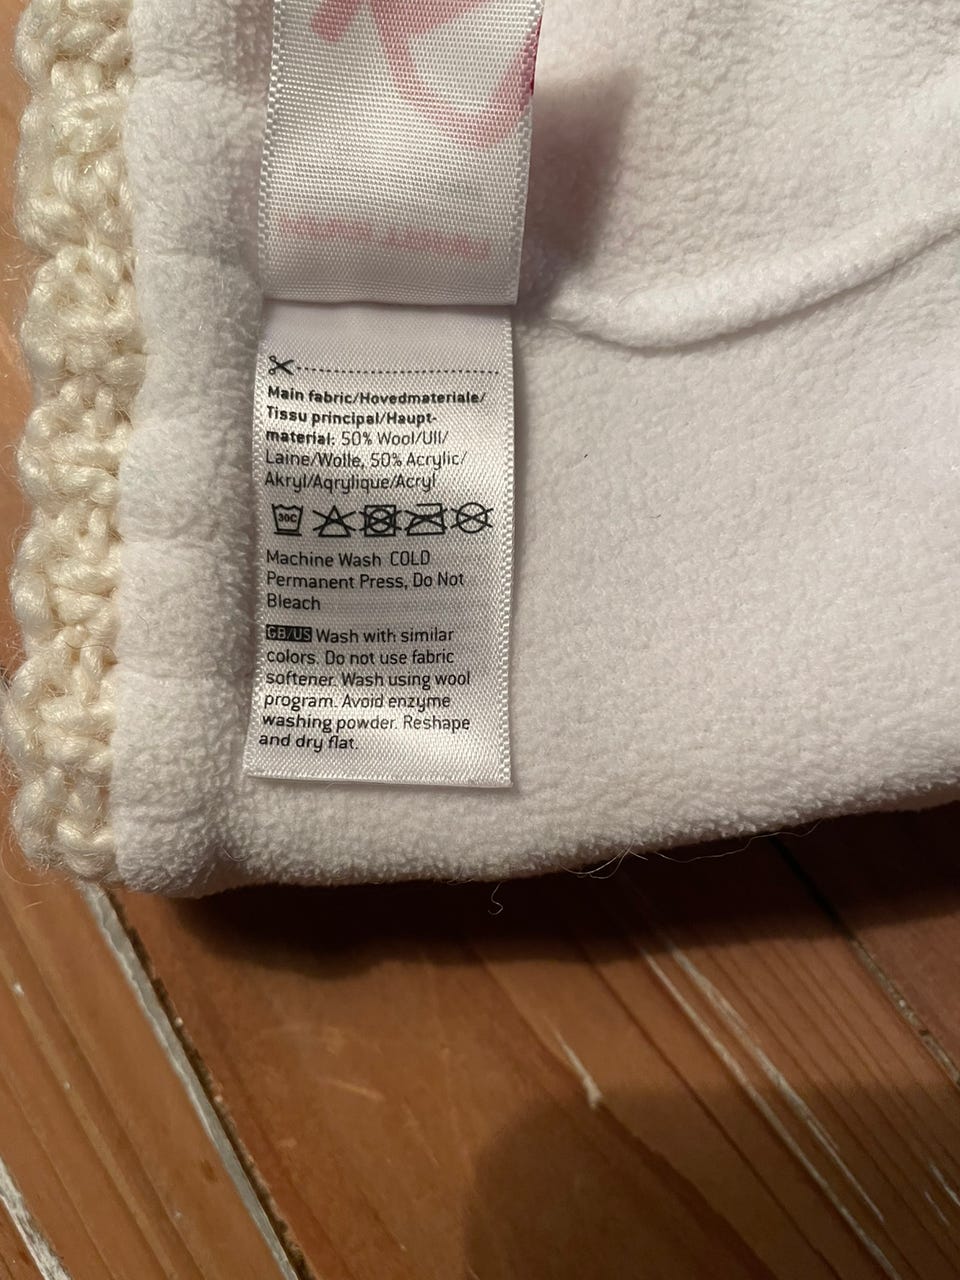 Main fabric/Hovedmateriale/
Tissu principal/Haupt-
material: 50% Wool/Ull/
Laine/Wolle, 50% Acrylic/
Akryl/Aqrylique/Acryl
30C
Machine Wash COLD
Permanent Press, Do Not
Bleach
GB/US Wash with similar
colors. Do not use fabric
softener. Wash using wool
program. Avoid enzyme
washing powder. Reshape
and dry flat.